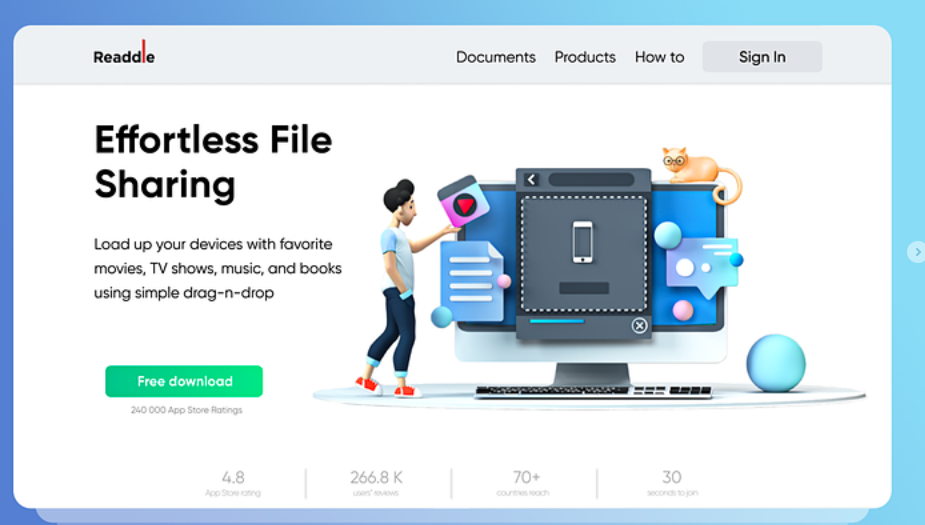 Readdle
Documents Products How to Sign In
Effortless File
Sharing
Load up your devices with favorite
movies, TV shows, music, and books
using simple drag-n-drop
Free download
240 000 App Store Ratings
4.8 266.8 K 70+ 30
App Store rating users' reviews countries reach seconds to join